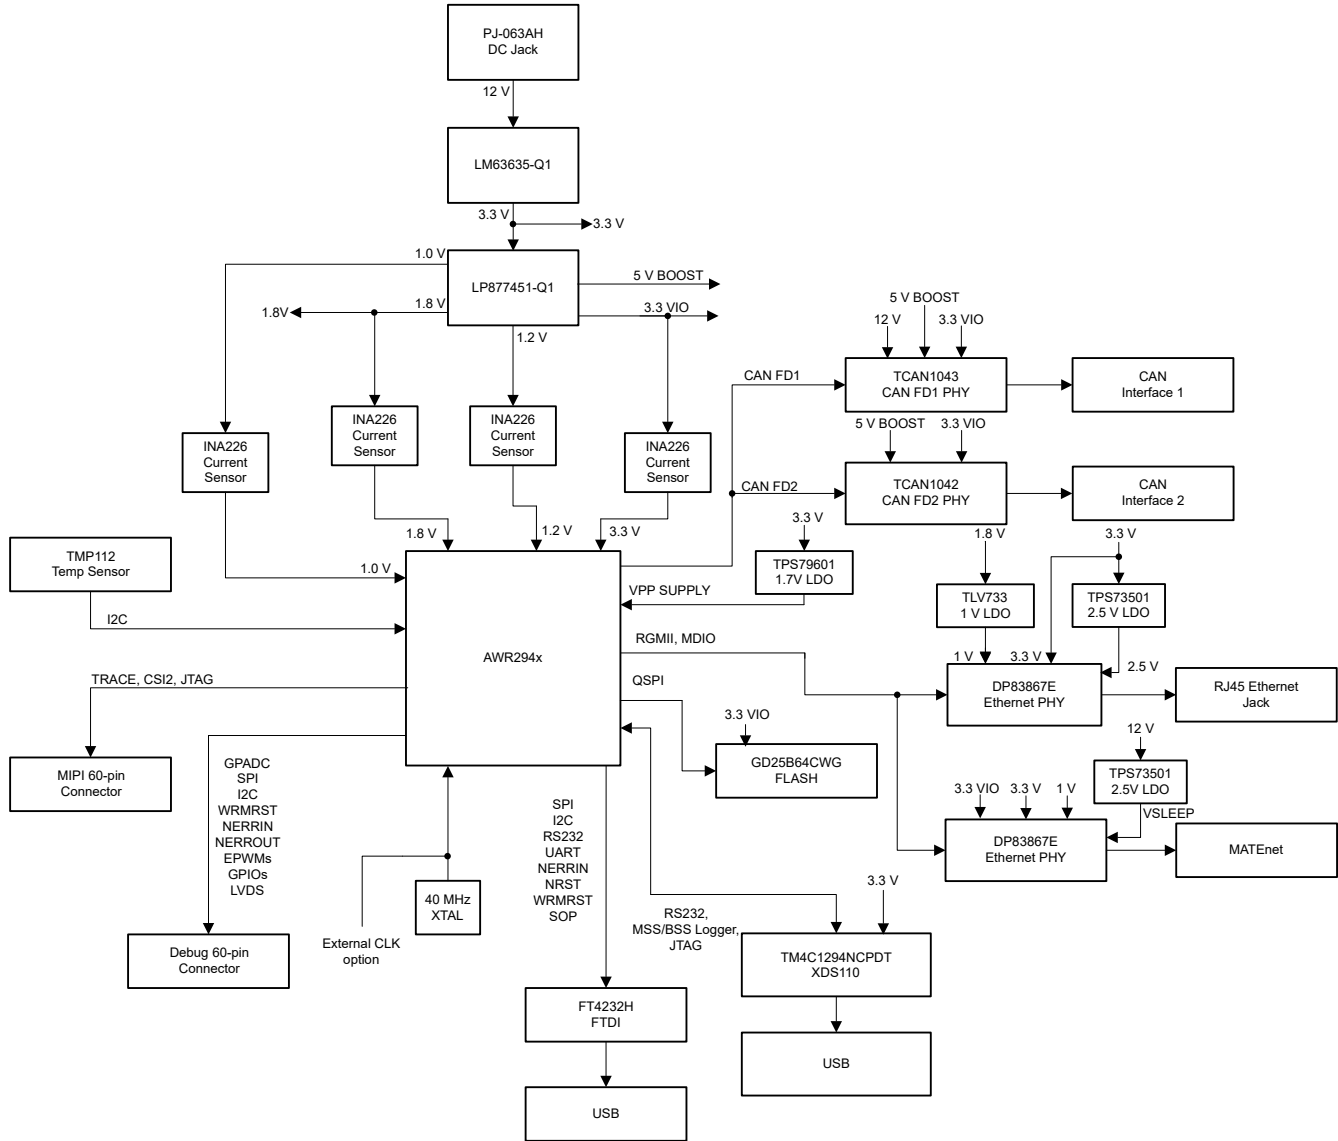 PJ-063AH
DC Jack
12 V
LM63635-Q1
3.3 V
3.3 V
1.0 V
LP877451-Q1
5 V BOOST
1.8V
1.8 V
3.3 VIO
1.2 V
5 V BOOST
12 V
3.3 VIO
CAN FD1
TCAN1043
CAN FD1 PHY
CAN
Interface 1
INA226
Current
Sensor
INA226
Current
Sensor
INA226
Current
Sensor
INA226
Current
Sensor
5 V BOOST
3.3 VIO
CAN FD2
TCAN1042
CAN FD2 PHY
CAN
Interface 2
1.8 V
1.2 V
3.3 V
3.3 V
1.8 V
3.3 V
TMP112
Temp Sensor
1.0 V
TPS79601
1.7V LDO
VPP SUPPLY
TLV733
1 V LDO
TPS73501
2.5 V LDO
I2C
AWR294x
RGMII, MDIO
1 V
3.3 V
2.5 V
TRACE, CSI2, JTAG
QSPI
DP83867E
Ethernet PHY
RJ45 Ethernet
Jack
3.3 VIO
12 V
MIPI 60-pin
Connector
GD25B64CWG
FLASH
TPS73501
2.5V LDO
GPADC
SPI
I2C
WRMRST
NERRIN
NERROUT
EPWMs
GPIOs
LVDS
3.3 VIO
3.3 V
1 V
VSLEEP
SPI
I2C
RS232
UART
NERRIN
NRST
WRMRST
SOP
DP83867E
Ethernet PHY
MATEnet
40 MHz
XTAL
3.3 V
External CLK
option
RS232,
MSS/BSS Logger,
JTAG
Debug 60-pin
Connector
TM4C1294NCPDT
XDS110
FT4232H
FTDI
USB
USB